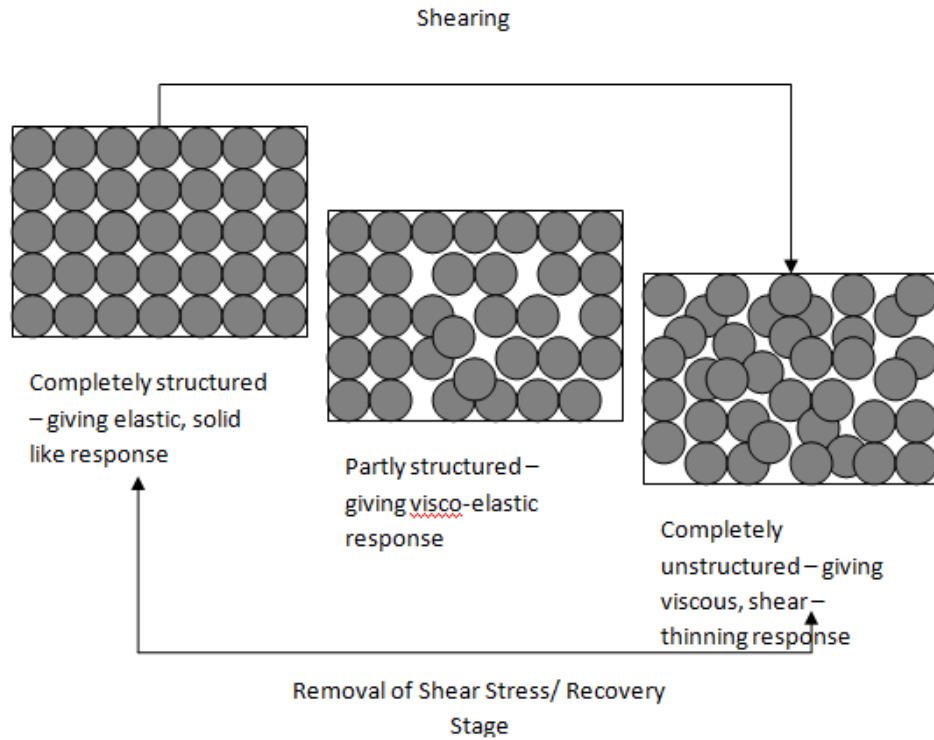 Shearing
Completely structured
– giving elastic, solid
like response
Partly structured –
giving visco-elastic
response
Completely
unstructured – giving
viscous, shear –
thinning response
Removal of Shear Stress/ Recovery
Stage